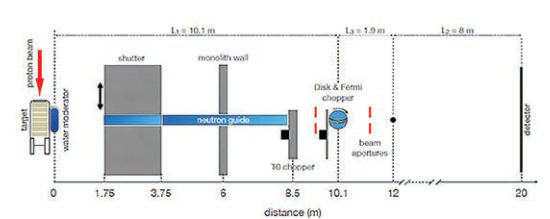 L₁ = 10.1 m
L₃ = 1.9 m
L₂ = 8 m
shutter
monolith wall
proton beam
target
water moderator
neutron guide
Disk & Fermi
chopper
T0 chopper
beam
apertures
detector
0
1.75
3.75
6
8.5
10.1
12
20
distance (m)